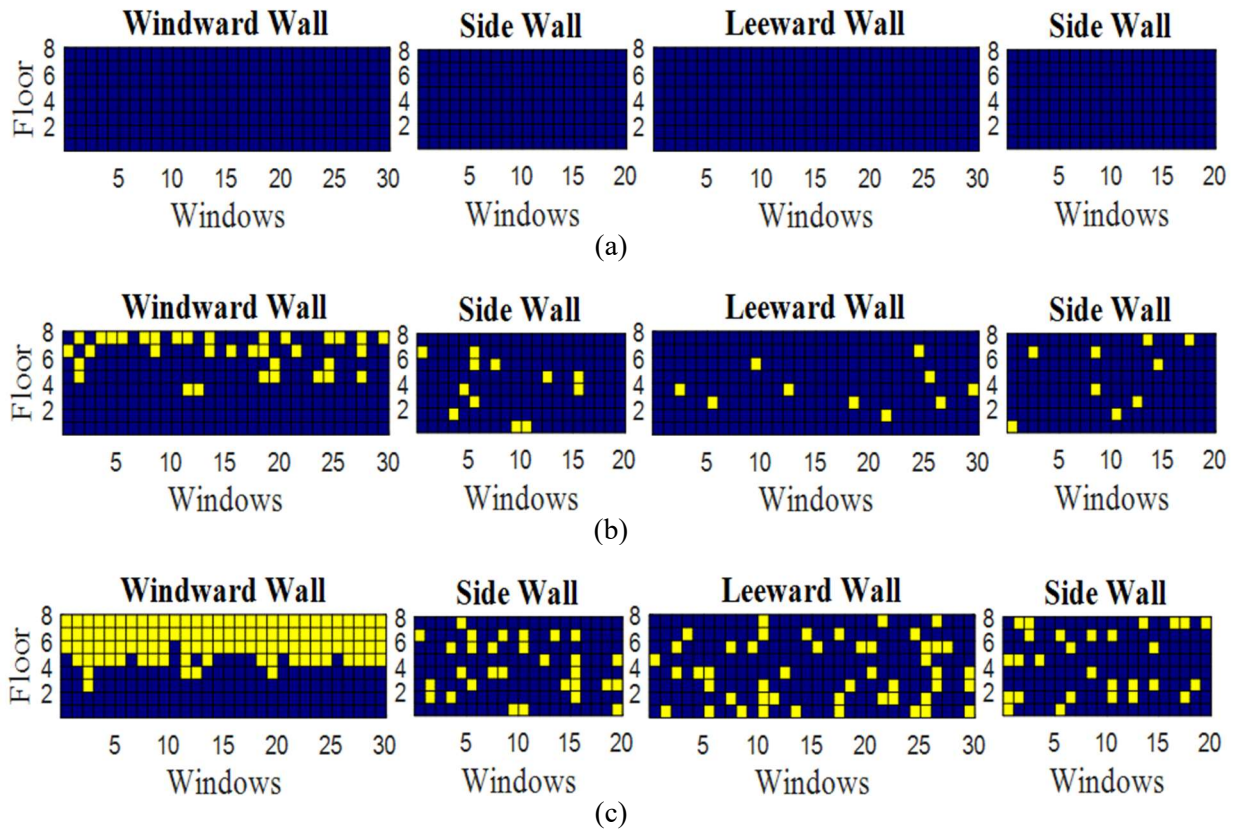 Windward Wall Side Wall Leeward Wall Side Wall
Floor
8 8 8 8
6 6 6 6
4 4 4 4
2 2 2 2
5 10 15 20 25 30 5 10 15 20 5 10 15 20 25 30 5 10 15 20
Windows Windows Windows Windows
(a)
Windward Wall Side Wall Leeward Wall Side Wall
Floor
8 8 8 8
6 6 6 6
4 4 4 4
2 2 2 2
5 10 15 20 25 30 5 10 15 20 5 10 15 20 25 30 5 10 15 20
Windows Windows Windows Windows
(b)
Windward Wall Side Wall Leeward Wall Side Wall
Floor
8 8 8 8
6 6 6 6
4 4 4 4
2 2 2 2
5 10 15 20 25 30 5 10 15 20 5 10 15 20 25 30 5 10 15 20
Windows Windows Windows Windows
(c)